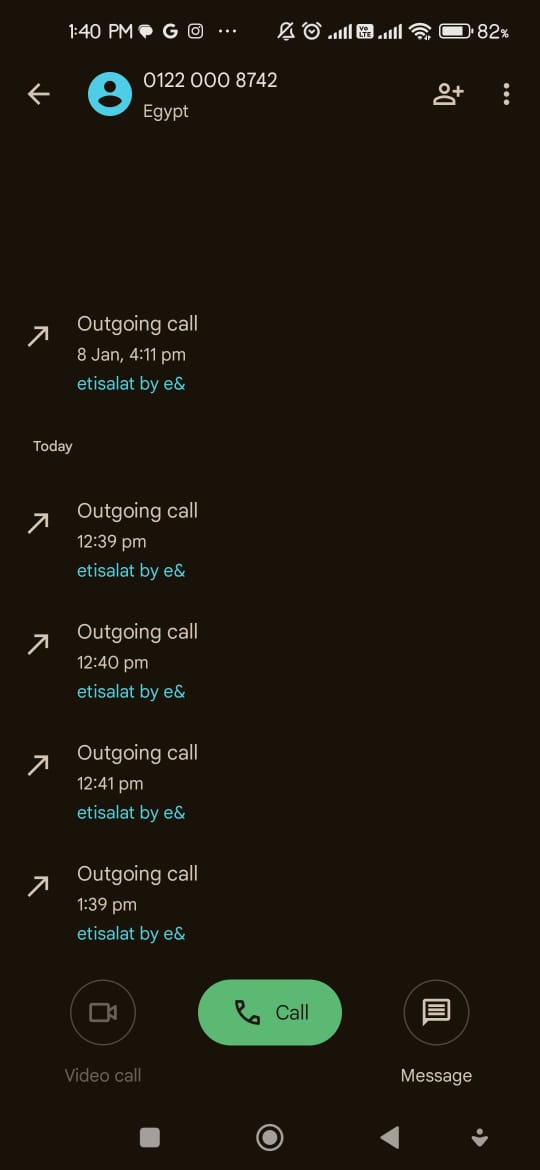 1:40 PM G ··· Vo LTE 82%
0122 000 8742
Egypt
Outgoing call
8 Jan, 4:11 pm
etisalat by e&
Today
Outgoing call
12:39 pm
etisalat by e&
Outgoing call
12:40 pm
etisalat by e&
Outgoing call
12:41 pm
etisalat by e&
Outgoing call
1:39 pm
etisalat by e&
Call
Video call
Message